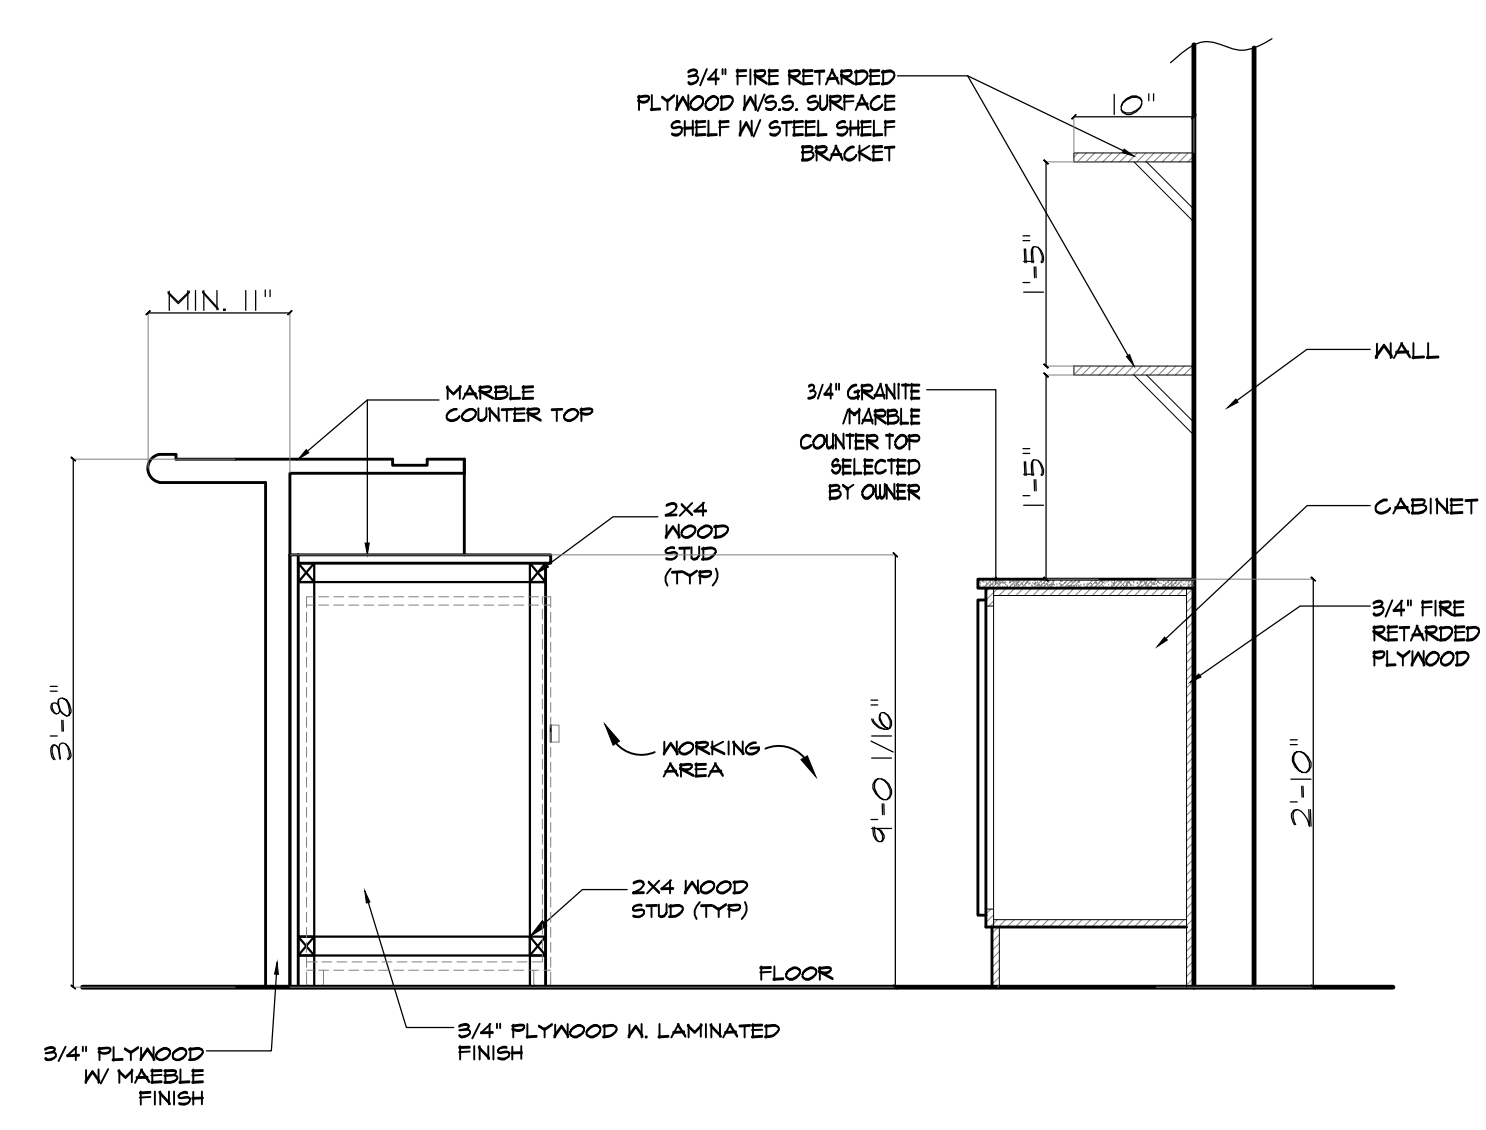 3/4" FIRE RETARDED
PLYWOOD W/S.S. SURFACE
SHELF W/ STEEL SHELF
BRACKET
10"
1'-5"
MIN. 11"
WALL
MARBLE
COUNTER TOP
3/4" GRANITE
/MARBLE
COUNTER TOP
SELECTED
BY OWNER
1'-5"
2X4
WOOD
STUD
(TYP)
CABINET
3/4" FIRE
RETARDED
PLYWOOD
3'-8"
WORKING
AREA
9'-0 1/16"
2'-10"
2X4 WOOD
STUD (TYP)
FLOOR
3/4" PLYWOOD W. LAMINATED
FINISH
3/4" PLYWOOD
W/ MAEBLE
FINISH